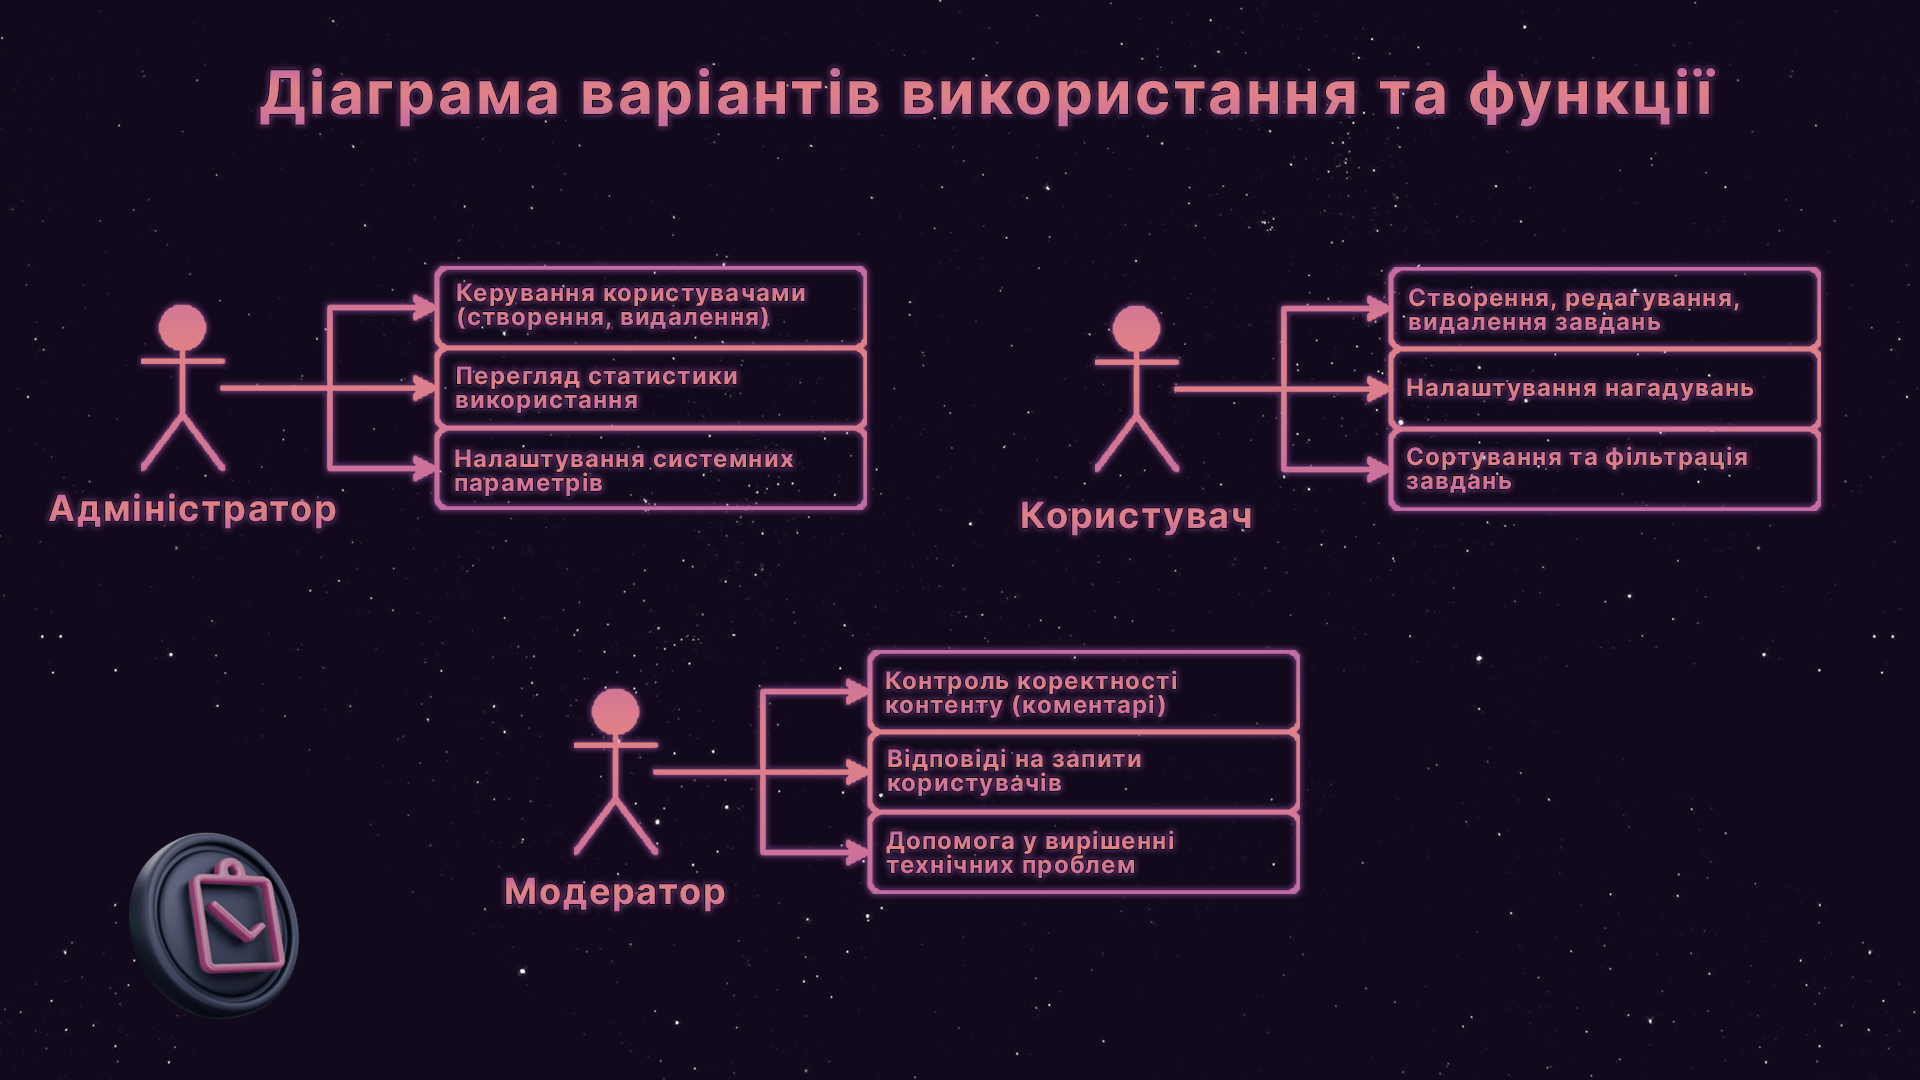 Діаграма варіантів використання та функції
Керування користувачами
(створення, видалення)
Перегляд статистики
використання
Налаштування системних
параметрів
Адміністратор
Створення, редагування,
видалення завдань
Налаштування нагадувань
Сортування та фільтрація
завдань
Користувач
Контроль коректності
контенту (коментарі)
Відповіді на запити
користувачів
Допомога у вирішенні
технічних проблем
Модератор